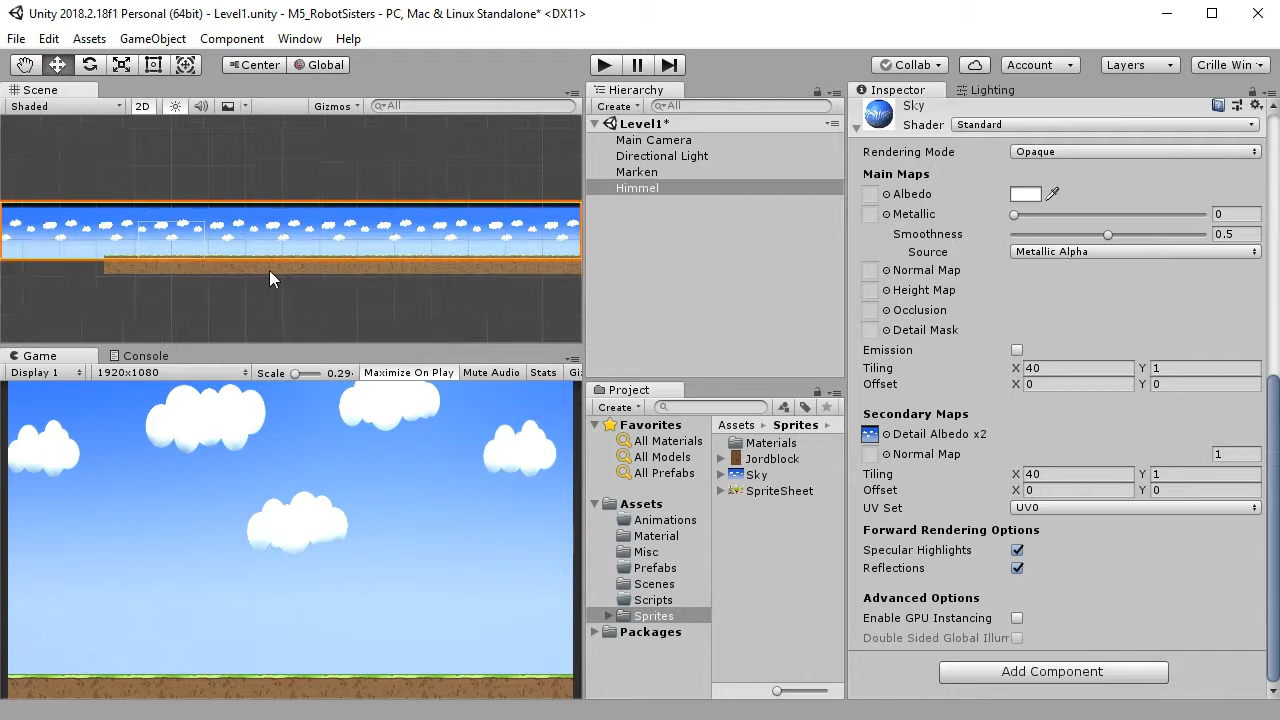 Unity 2018.2.18f1 Personal (64bit) - Level1.unity - M5_RobotSisters - PC, Mac & Linux Standalone* <DX11>
File Edit Assets GameObject Component Window Help
Center Global Collab Account Layers Crille Win
Scene
Shaded 2D Gizmos All
Hierarchy
Create All
Level1*
Main Camera
Directional Light
Marken
Himmel
Game Console
Display 1 1920x1080 Scale 0.29 Maximize On Play Mute Audio Stats Gi
Project
Create
Favorites
All Materials
All Models
All Prefabs
Assets
Animations
Material
Misc
Prefabs
Scenes
Scripts
Sprites
Packages
Assets Sprites
Materials
Jordblock
Sky
SpriteSheet
Inspector Lighting
Sky
Shader Standard
Rendering Mode Opaque
Main Maps
Albedo
Metallic 0
Smoothness 0.5
Source Metallic Alpha
Normal Map
Height Map
Occlusion
Detail Mask
Emission
Tiling X 40 Y 1
Offset X 0 Y 0
Secondary Maps
Detail Albedo x2
Normal Map 1
Tiling X 40 Y 1
Offset X 0 Y 0
UV Set UV0
Forward Rendering Options
Specular Highlights
Reflections
Advanced Options
Enable GPU Instancing
Double Sided Global Illum
Add Component